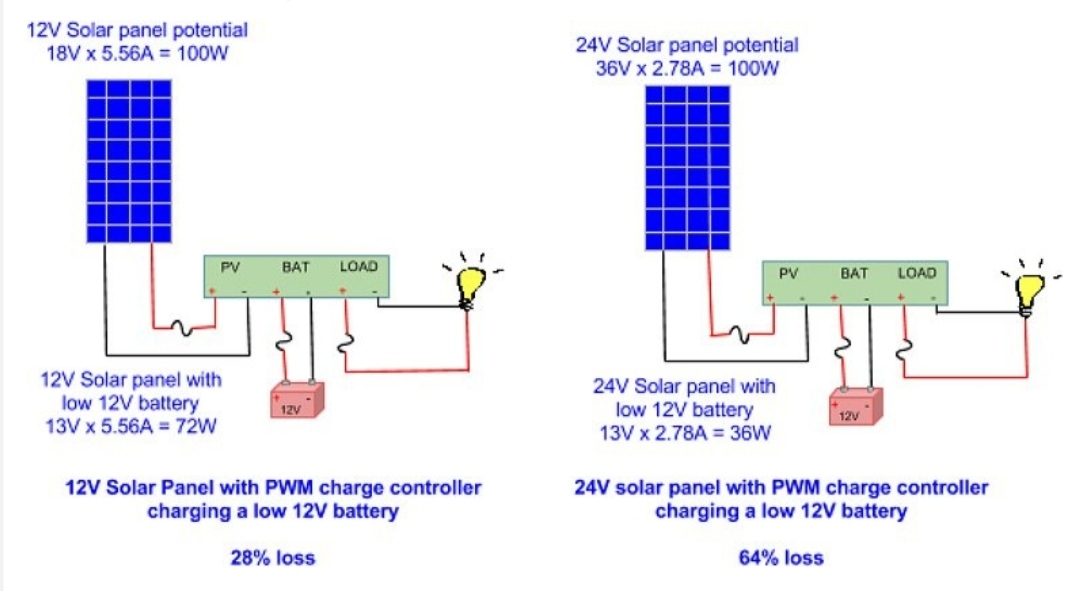 12V Solar panel potential
18V x 5.56A = 100W
PV BAT LOAD
+ - + - + -
+ -
12V
12V Solar panel with
low 12V battery
13V x 5.56A = 72W
12V Solar Panel with PWM charge controller
charging a low 12V battery
28% loss
24V Solar panel potential
36V x 2.78A = 100W
PV BAT LOAD
+ - + - + -
+ -
12V
24V Solar panel with
low 12V battery
13V x 2.78A = 36W
24V solar panel with PWM charge controller
charging a low 12V battery
64% loss